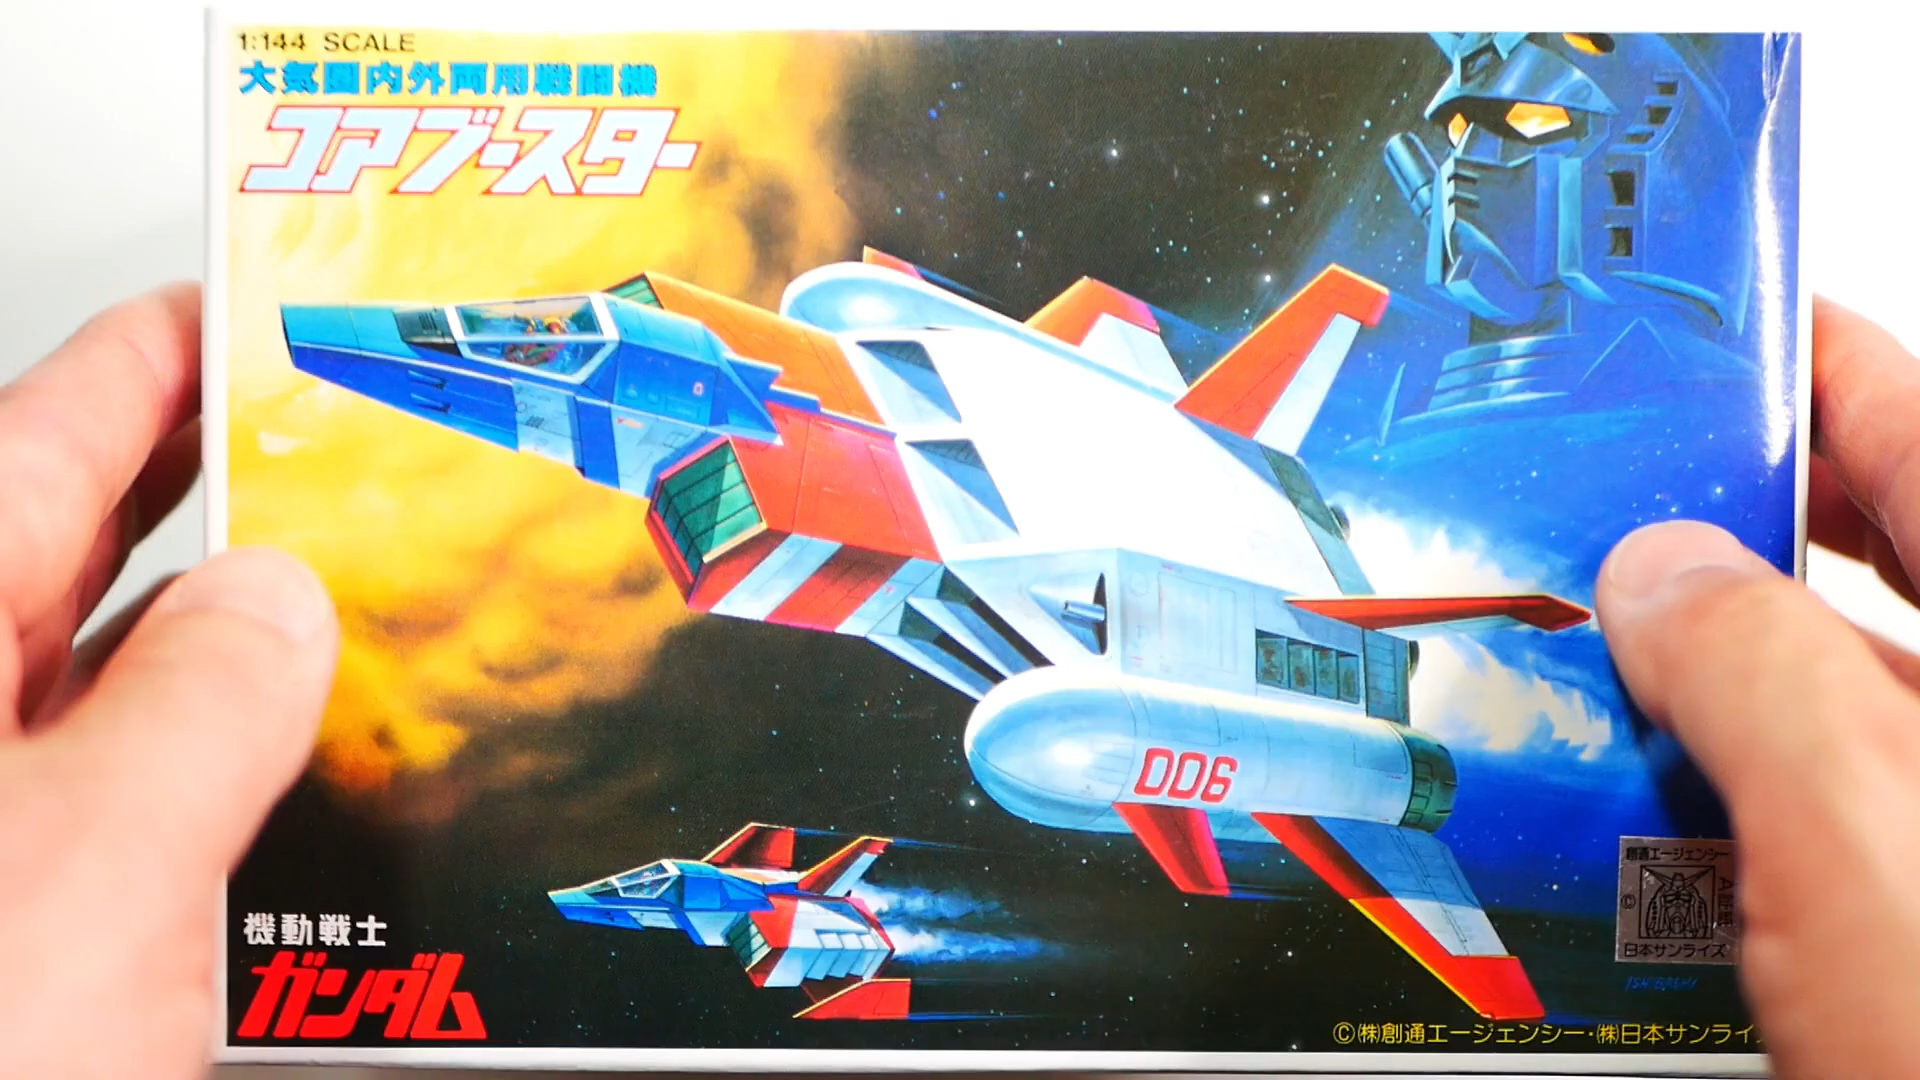 1:144 SCALE
大気圏内外両用戦闘機
コアブースター
006
機動戦士
ガンダム
創通エージェンシー
©
日本サンライズ
ISHIBASHI
©㈱創通エージェンシー・㈱日本サンライ